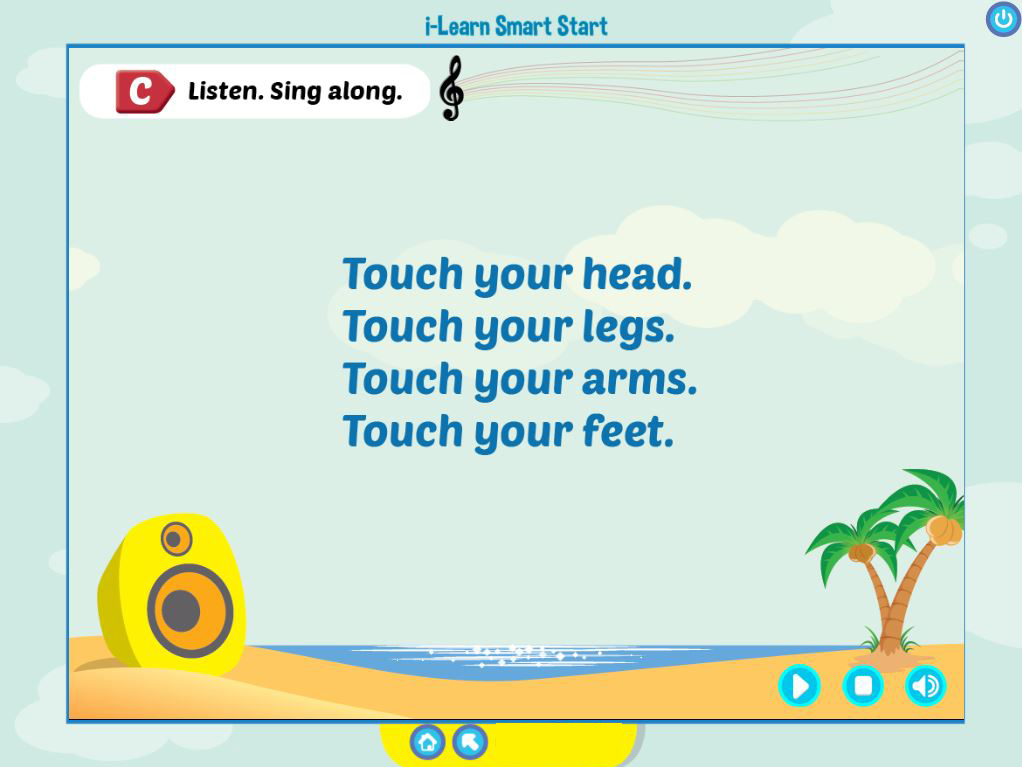 i-Learn Smart Start
C Listen. Sing along.
Touch your head.
Touch your legs.
Touch your arms.
Touch your feet.